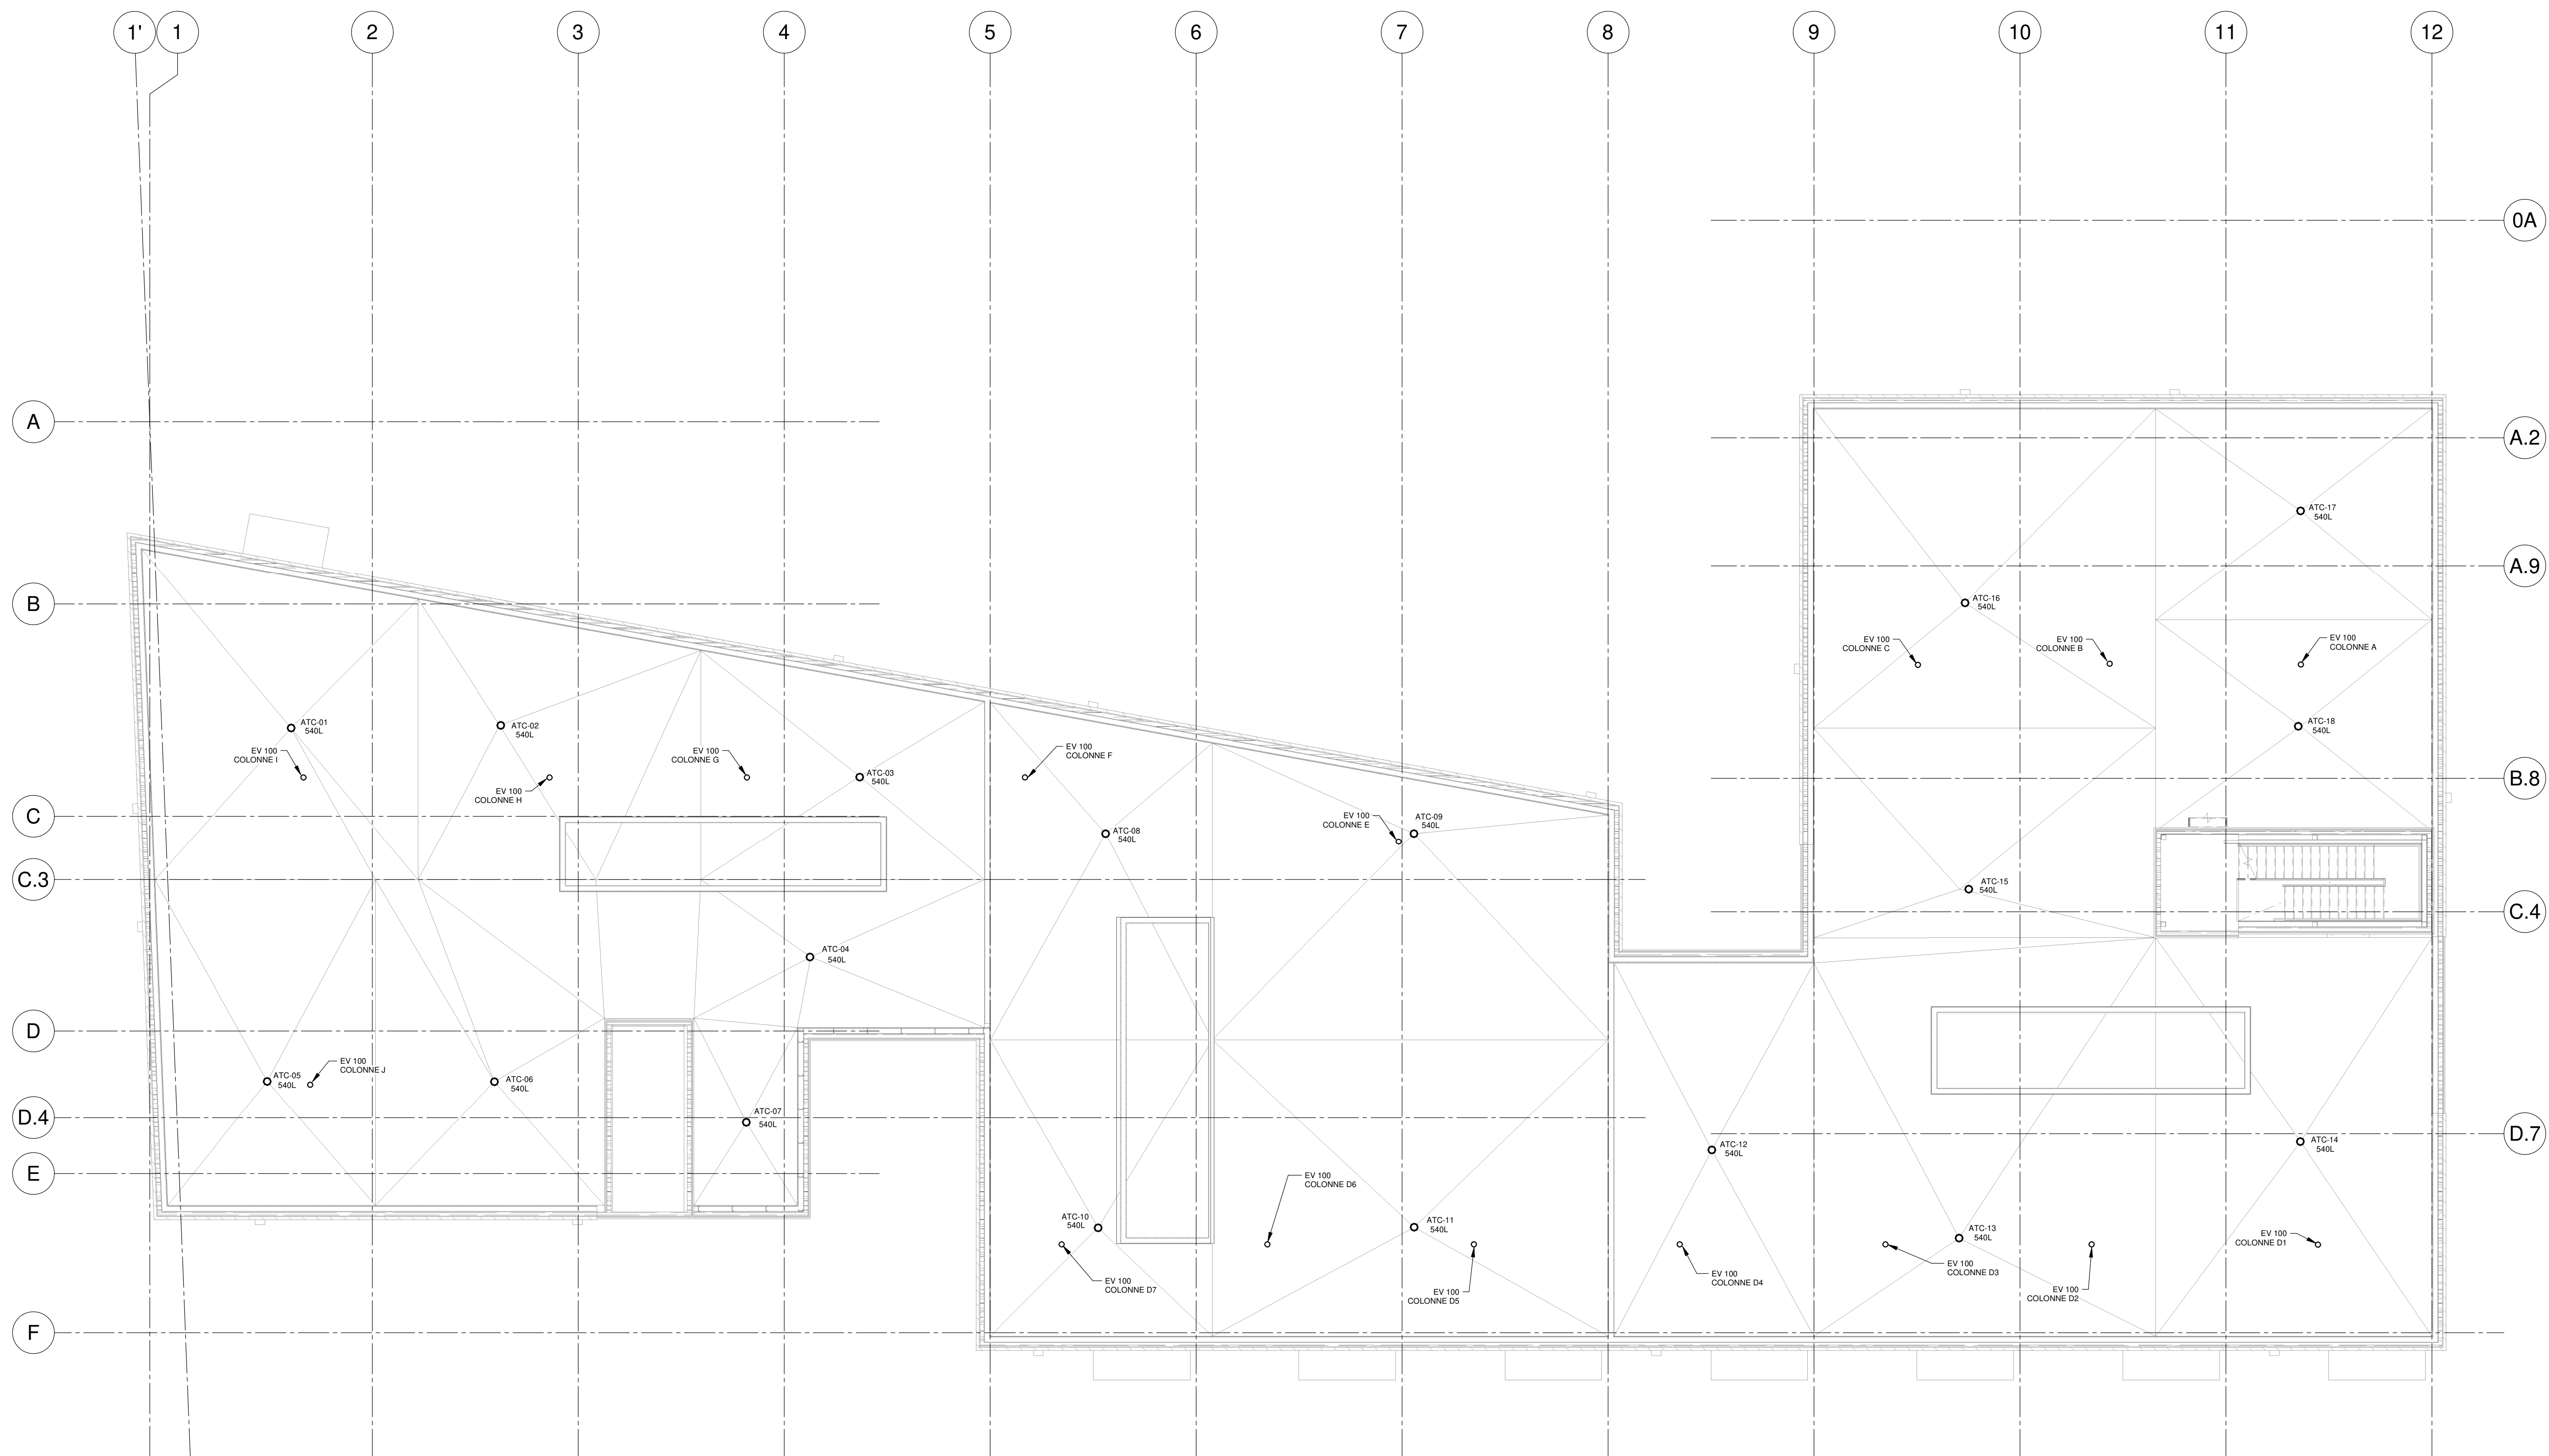 1'
1
2
3
4
5
6
7
8
9
10
11
12
0A
A
A.2
ATC-17
540L
A.9
B
ATC-16
540L
EV 100
COLONNE C
EV 100
COLONNE B
EV 100
COLONNE A
ATC-01
540L
ATC-02
540L
ATC-18
540L
EV 100
COLONNE I
EV 100
COLONNE G
EV 100
COLONNE F
ATC-03
540L
B.8
EV 100
COLONNE H
C
ATC-08
540L
EV 100
COLONNE E
ATC-09
540L
C.3
ATC-15
540L
C.4
ATC-04
540L
D
EV 100
COLONNE J
ATC-05
540L
ATC-06
540L
D.4
ATC-07
540L
D.7
ATC-12
540L
ATC-14
540L
E
EV 100
COLONNE D6
ATC-10
540L
ATC-11
540L
ATC-13
540L
EV 100
COLONNE D1
EV 100
COLONNE D7
EV 100
COLONNE D5
EV 100
COLONNE D4
EV 100
COLONNE D3
EV 100
COLONNE D2
F